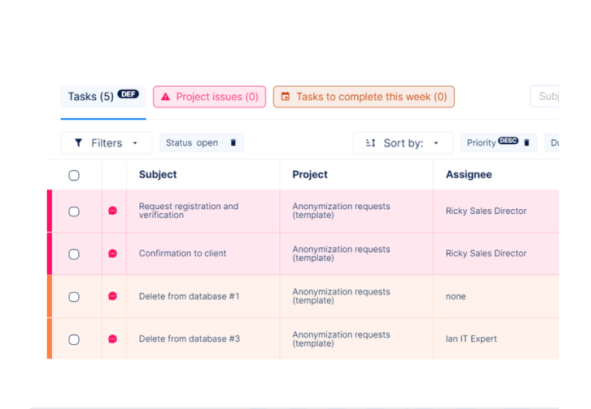 Tasks (5) DEF Project issues (0) Tasks to complete this week (0)
Filters Status open Sort by: Priority DESC
Subject Project Assignee
Request registration and verification Anonymization requests (template) Ricky Sales Director
Confirmation to client Anonymization requests (template) Ricky Sales Director
Delete from database #1 Anonymization requests (template) none
Delete from database #3 Anonymization requests (template) Ian IT Expert